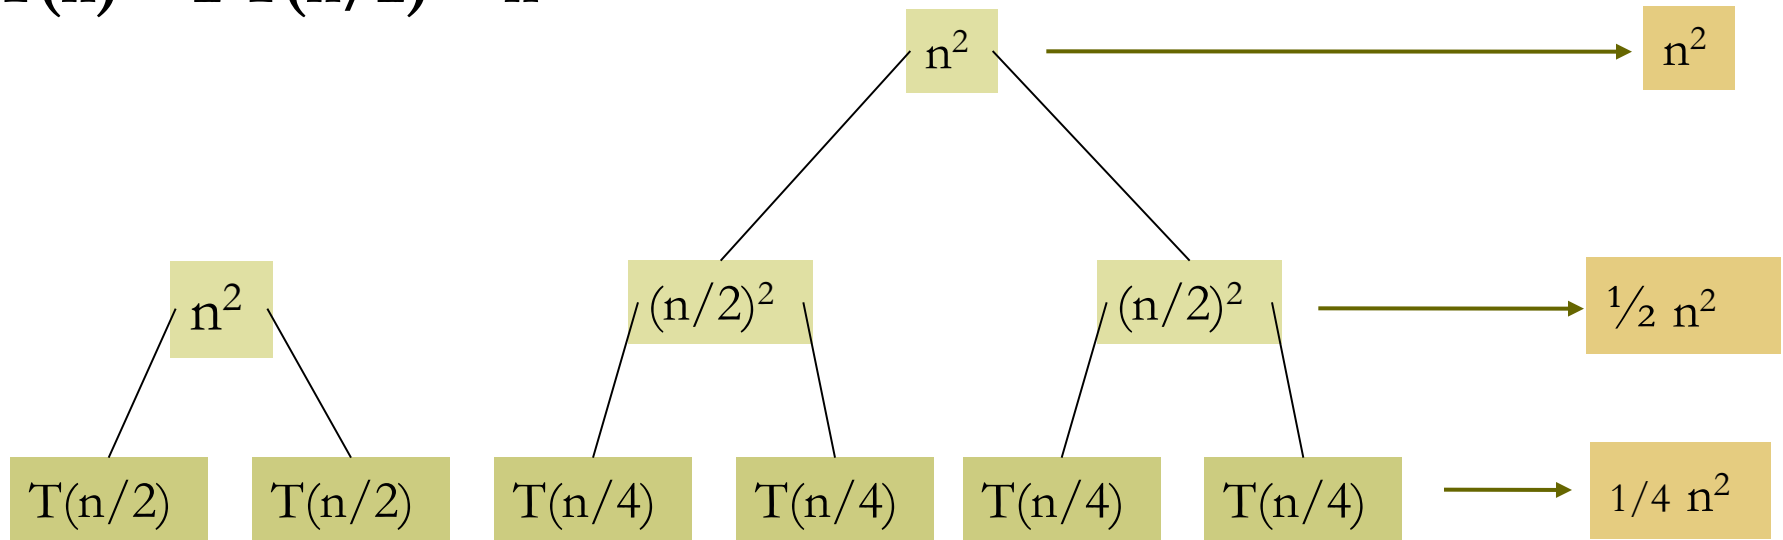 n²
n²
n²
(n/2)²
(n/2)²
½ n²
T(n/2)
T(n/2)
T(n/4)
T(n/4)
T(n/4)
T(n/4)
1/4 n²